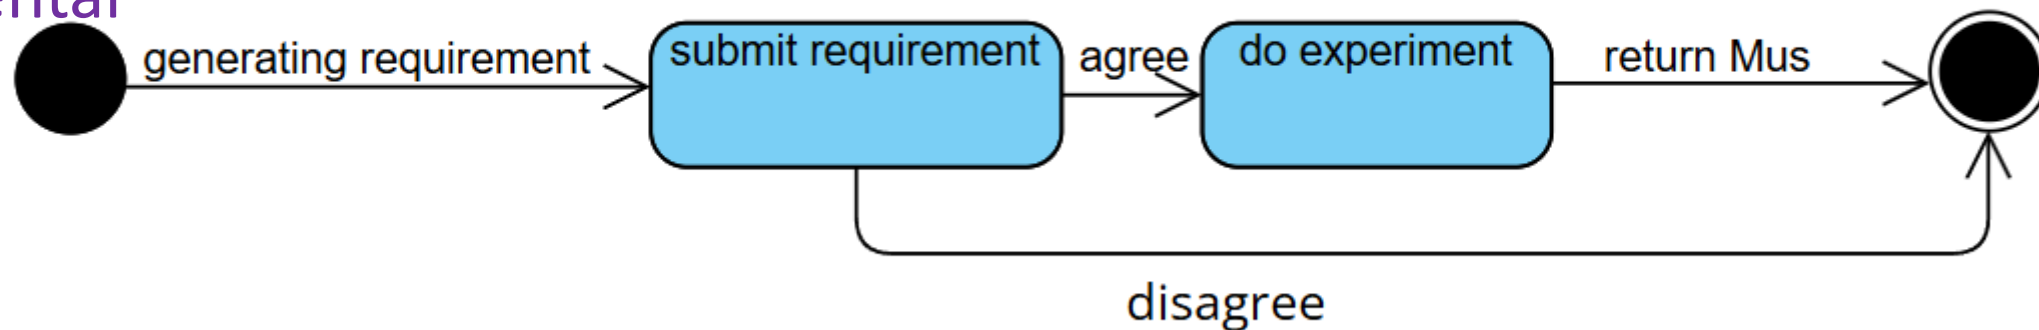 generating requirement
submit requirement
agree
do experiment
return Mus
disagree